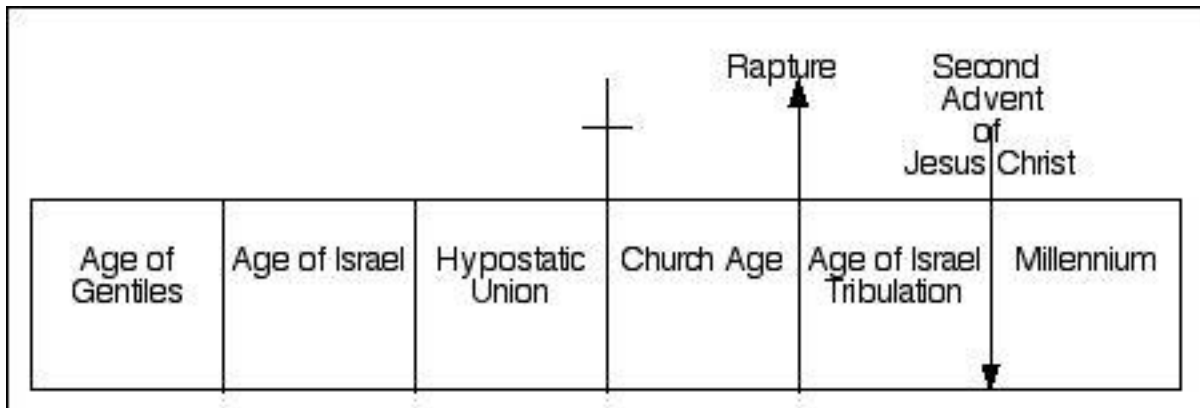 Rapture
Second
Advent
of
Jesus Christ
Age of
Gentiles
Age of Israel
Hypostatic
Union
Church Age
Age of Israel
Tribulation
Millennium